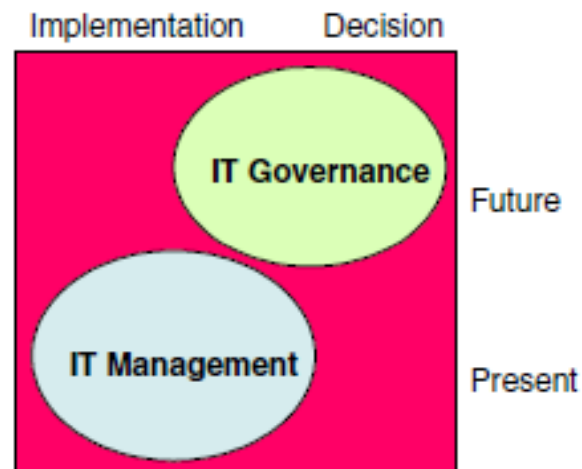 Implementation Decision
IT Governance
Future
IT Management
Present